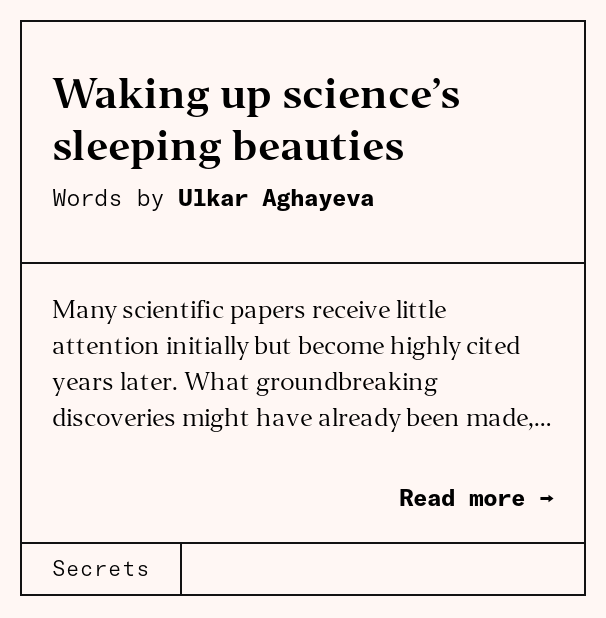 Waking up science’s
sleeping beauties
Words by Ulkar Aghayeva
Many scientific papers receive little
attention initially but become highly cited
years later. What groundbreaking
discoveries might have already been made,...
Read more →
Secrets